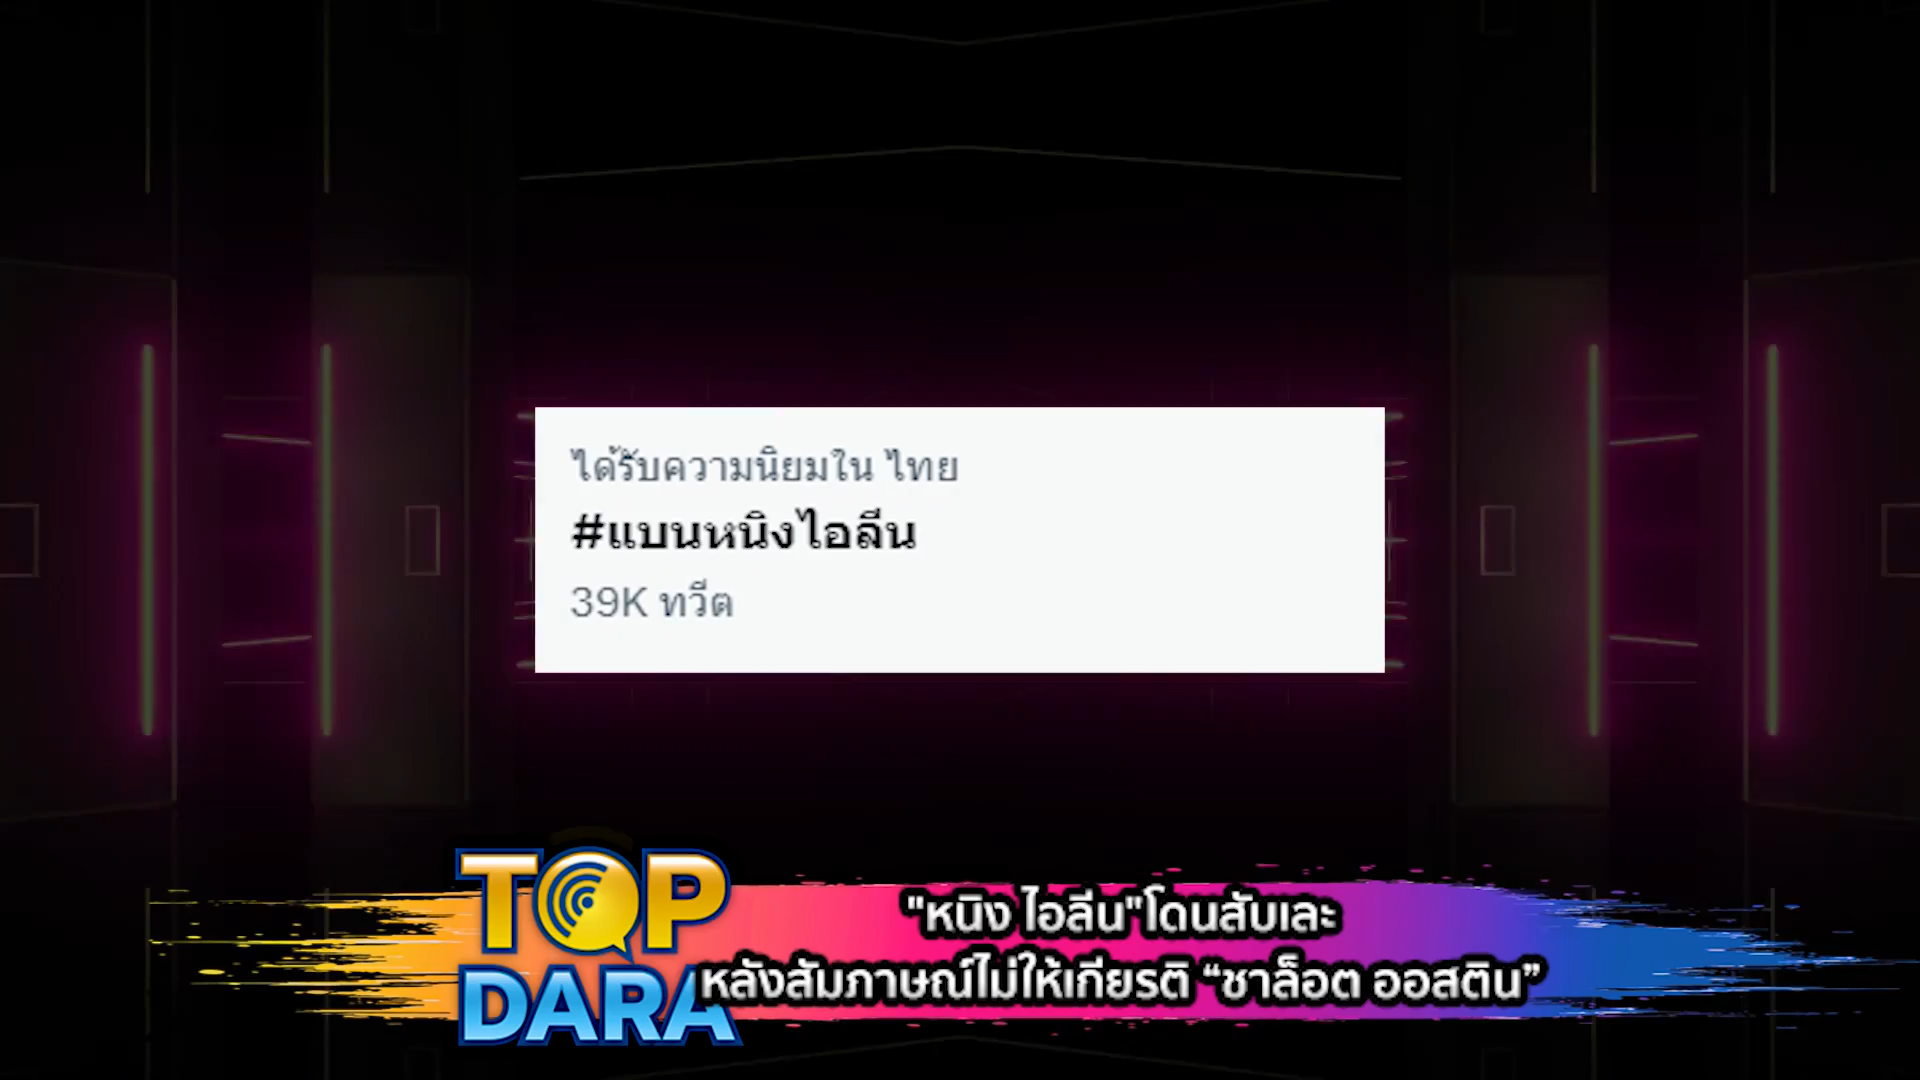 ได้รับความนิยมใน ไทย
#แบนหนิงไอลีน
39K ทวีต
TOP
DARA
"หนิง ไอลีน"โดนสับเละ
หลังสัมภาษณ์ไม่ให้เกียรติ “ชาล็อต ออสติน”